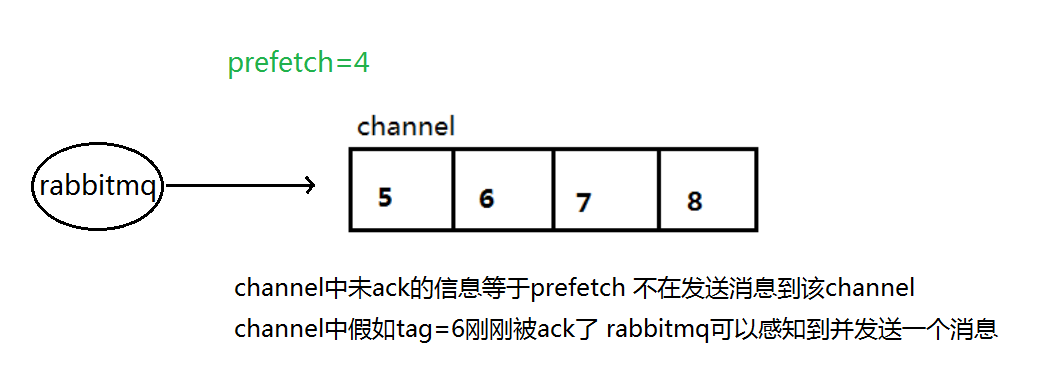 prefetch=4
channel
rabbitmq
5 6 7 8
channel中未ack的信息等于prefetch 不在发送消息到该channel
channel中假如tag=6刚刚被ack了 rabbitmq可以感知到并发送一个消息